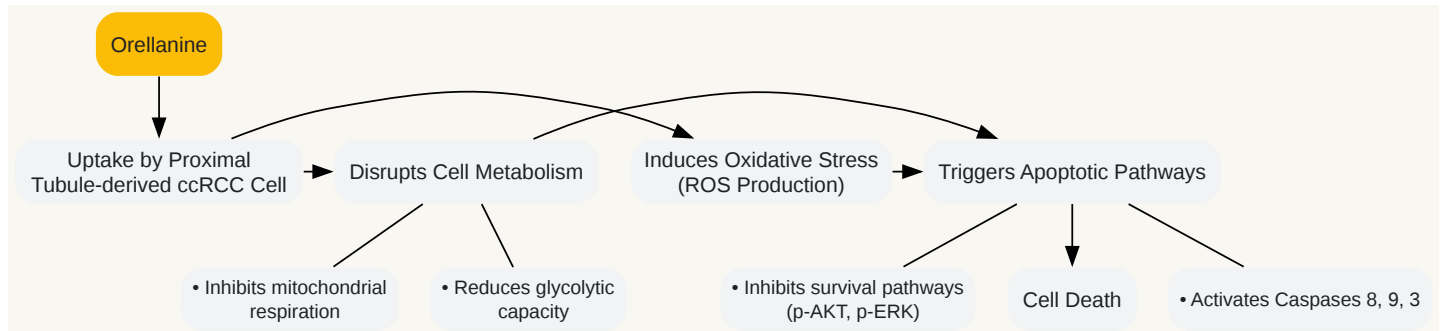 Orellanine
Uptake by Proximal
Tubule-derived ccRCC Cell
Disrupts Cell Metabolism
Induces Oxidative Stress
(ROS Production)
Triggers Apoptotic Pathways
• Inhibits mitochondrial
respiration
• Reduces glycolytic
capacity
• Inhibits survival pathways
(p-AKT, p-ERK)
Cell Death
• Activates Caspases 8, 9, 3